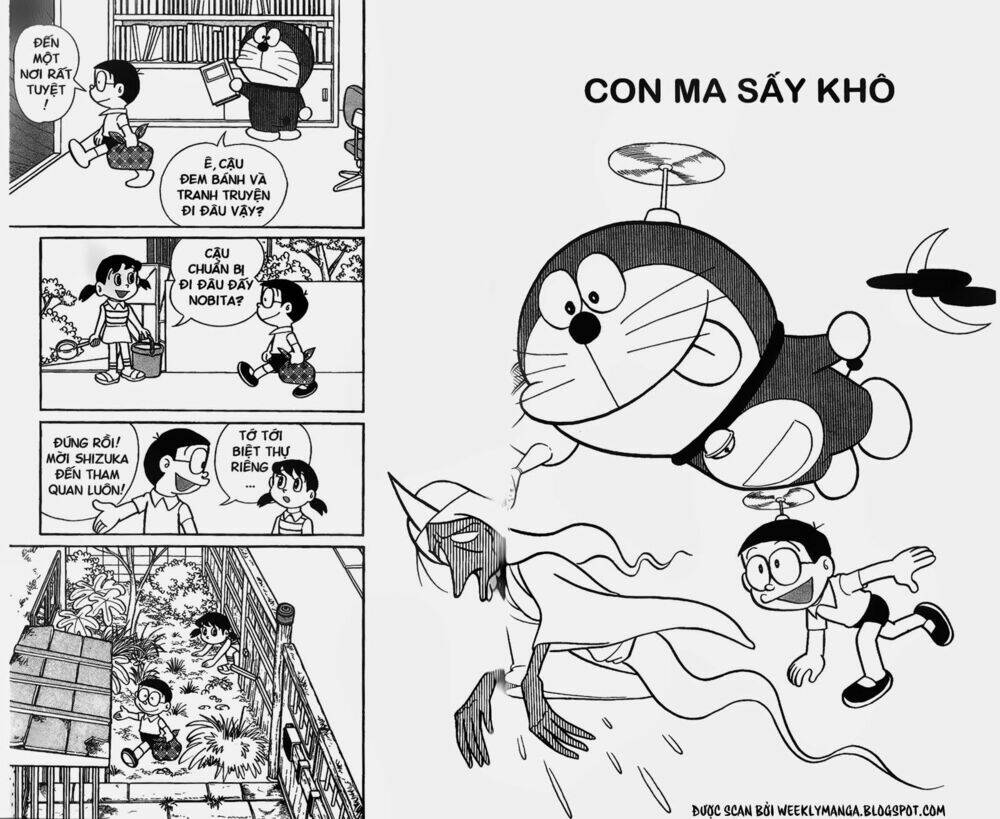 CON MA SẤY KHÔ
ĐẾN
MỘT
NƠI RẤT
TUYỆT
!
Ê, CẬU
ĐEM BÁNH VÀ
TRANH TRUYỆN
ĐI ĐÂU VẬY?
CẬU
CHUẨN BỊ
ĐI ĐÂU ĐẤY
NOBITA?
ĐỨNG RỒI!
MỜI SHIZUKA
ĐẾN THAM
QUAN LUÔN!
TỚ TỚI
BIỆT THỰ
RIÊNG
...
ĐƯỢC SCAN BỞI WEEKLYMANGA.BLOGSPOT.COM